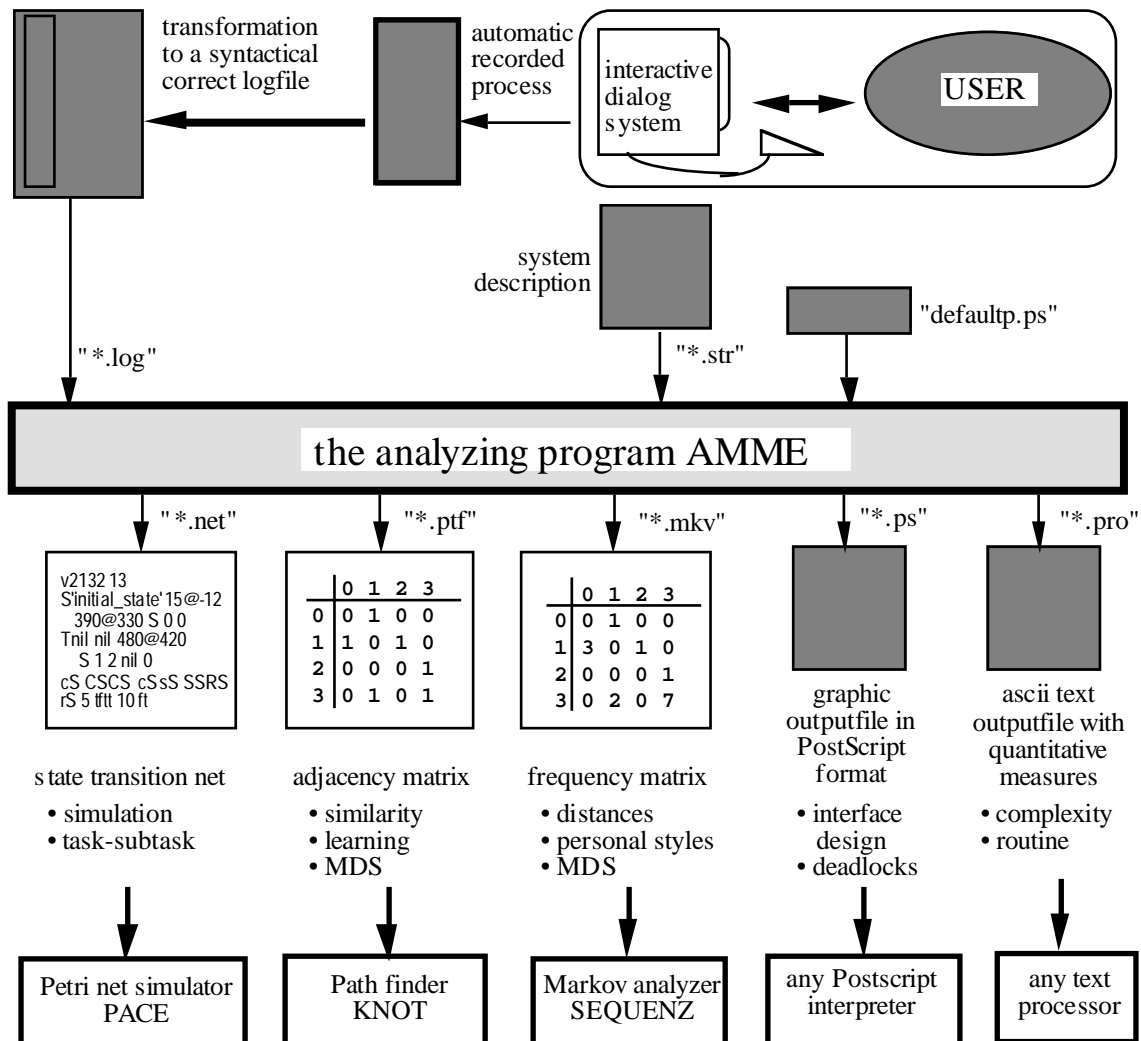 transformation
to a syntactical
correct logfile
automatic
recorded
process
interactive
dialog
system
USER
system
description
"defaultp.ps"
"*.log"
"*.str"
the analyzing program AMME
"*.net"
"*.ptf"
"*.mkv"
"*.ps"
"*.pro"
v2132 13
S'initial_state' 15@-12
390@330 S 0 0
Tnil nil 480@420
S 1 2 nil 0
cS CSCS cSsS SSRS
rS 5 tftt 10 ft
0 1 2 3
0 0 1 0 0
1 1 0 1 0
2 0 0 0 1
3 0 1 0 1
0 1 2 3
0 0 1 0 0
1 3 0 1 0
2 0 0 0 1
3 0 2 0 7
state transition net
• simulation
• task-subtask
adjacency matrix
• similarity
• learning
• MDS
frequency matrix
• distances
• personal styles
• MDS
graphic
outputfile in
PostScript
format
• interface
design
• deadlocks
ascii text
outputfile with
quantitative
measures
• complexity
• routine
Petri net simulator
PACE
Path finder
KNOT
Markov analyzer
SEQUENZ
any Postscript
interpreter
any text
processor